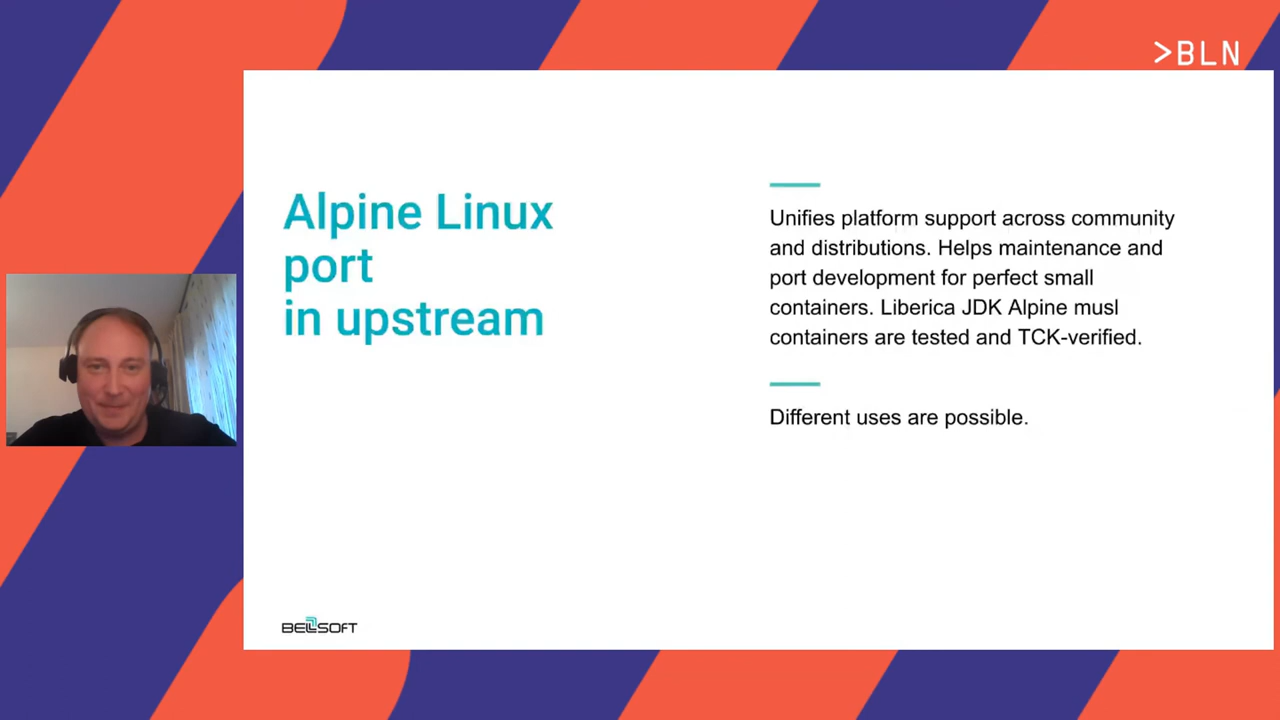 >BLN
Alpine Linux
port
in upstream
Unifies platform support across community
and distributions. Helps maintenance and
port development for perfect small
containers. Liberica JDK Alpine musl
containers are tested and TCK-verified.
Different uses are possible.
BELLSOFT